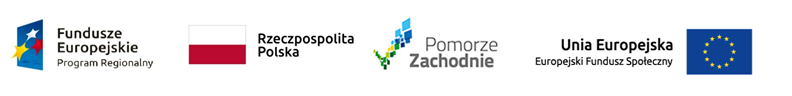 Fundusze
Europejskie
Program Regionalny
Rzeczpospolita
Polska
Pomorze
Zachodnie
Unia Europejska
Europejski Fundusz Społeczny